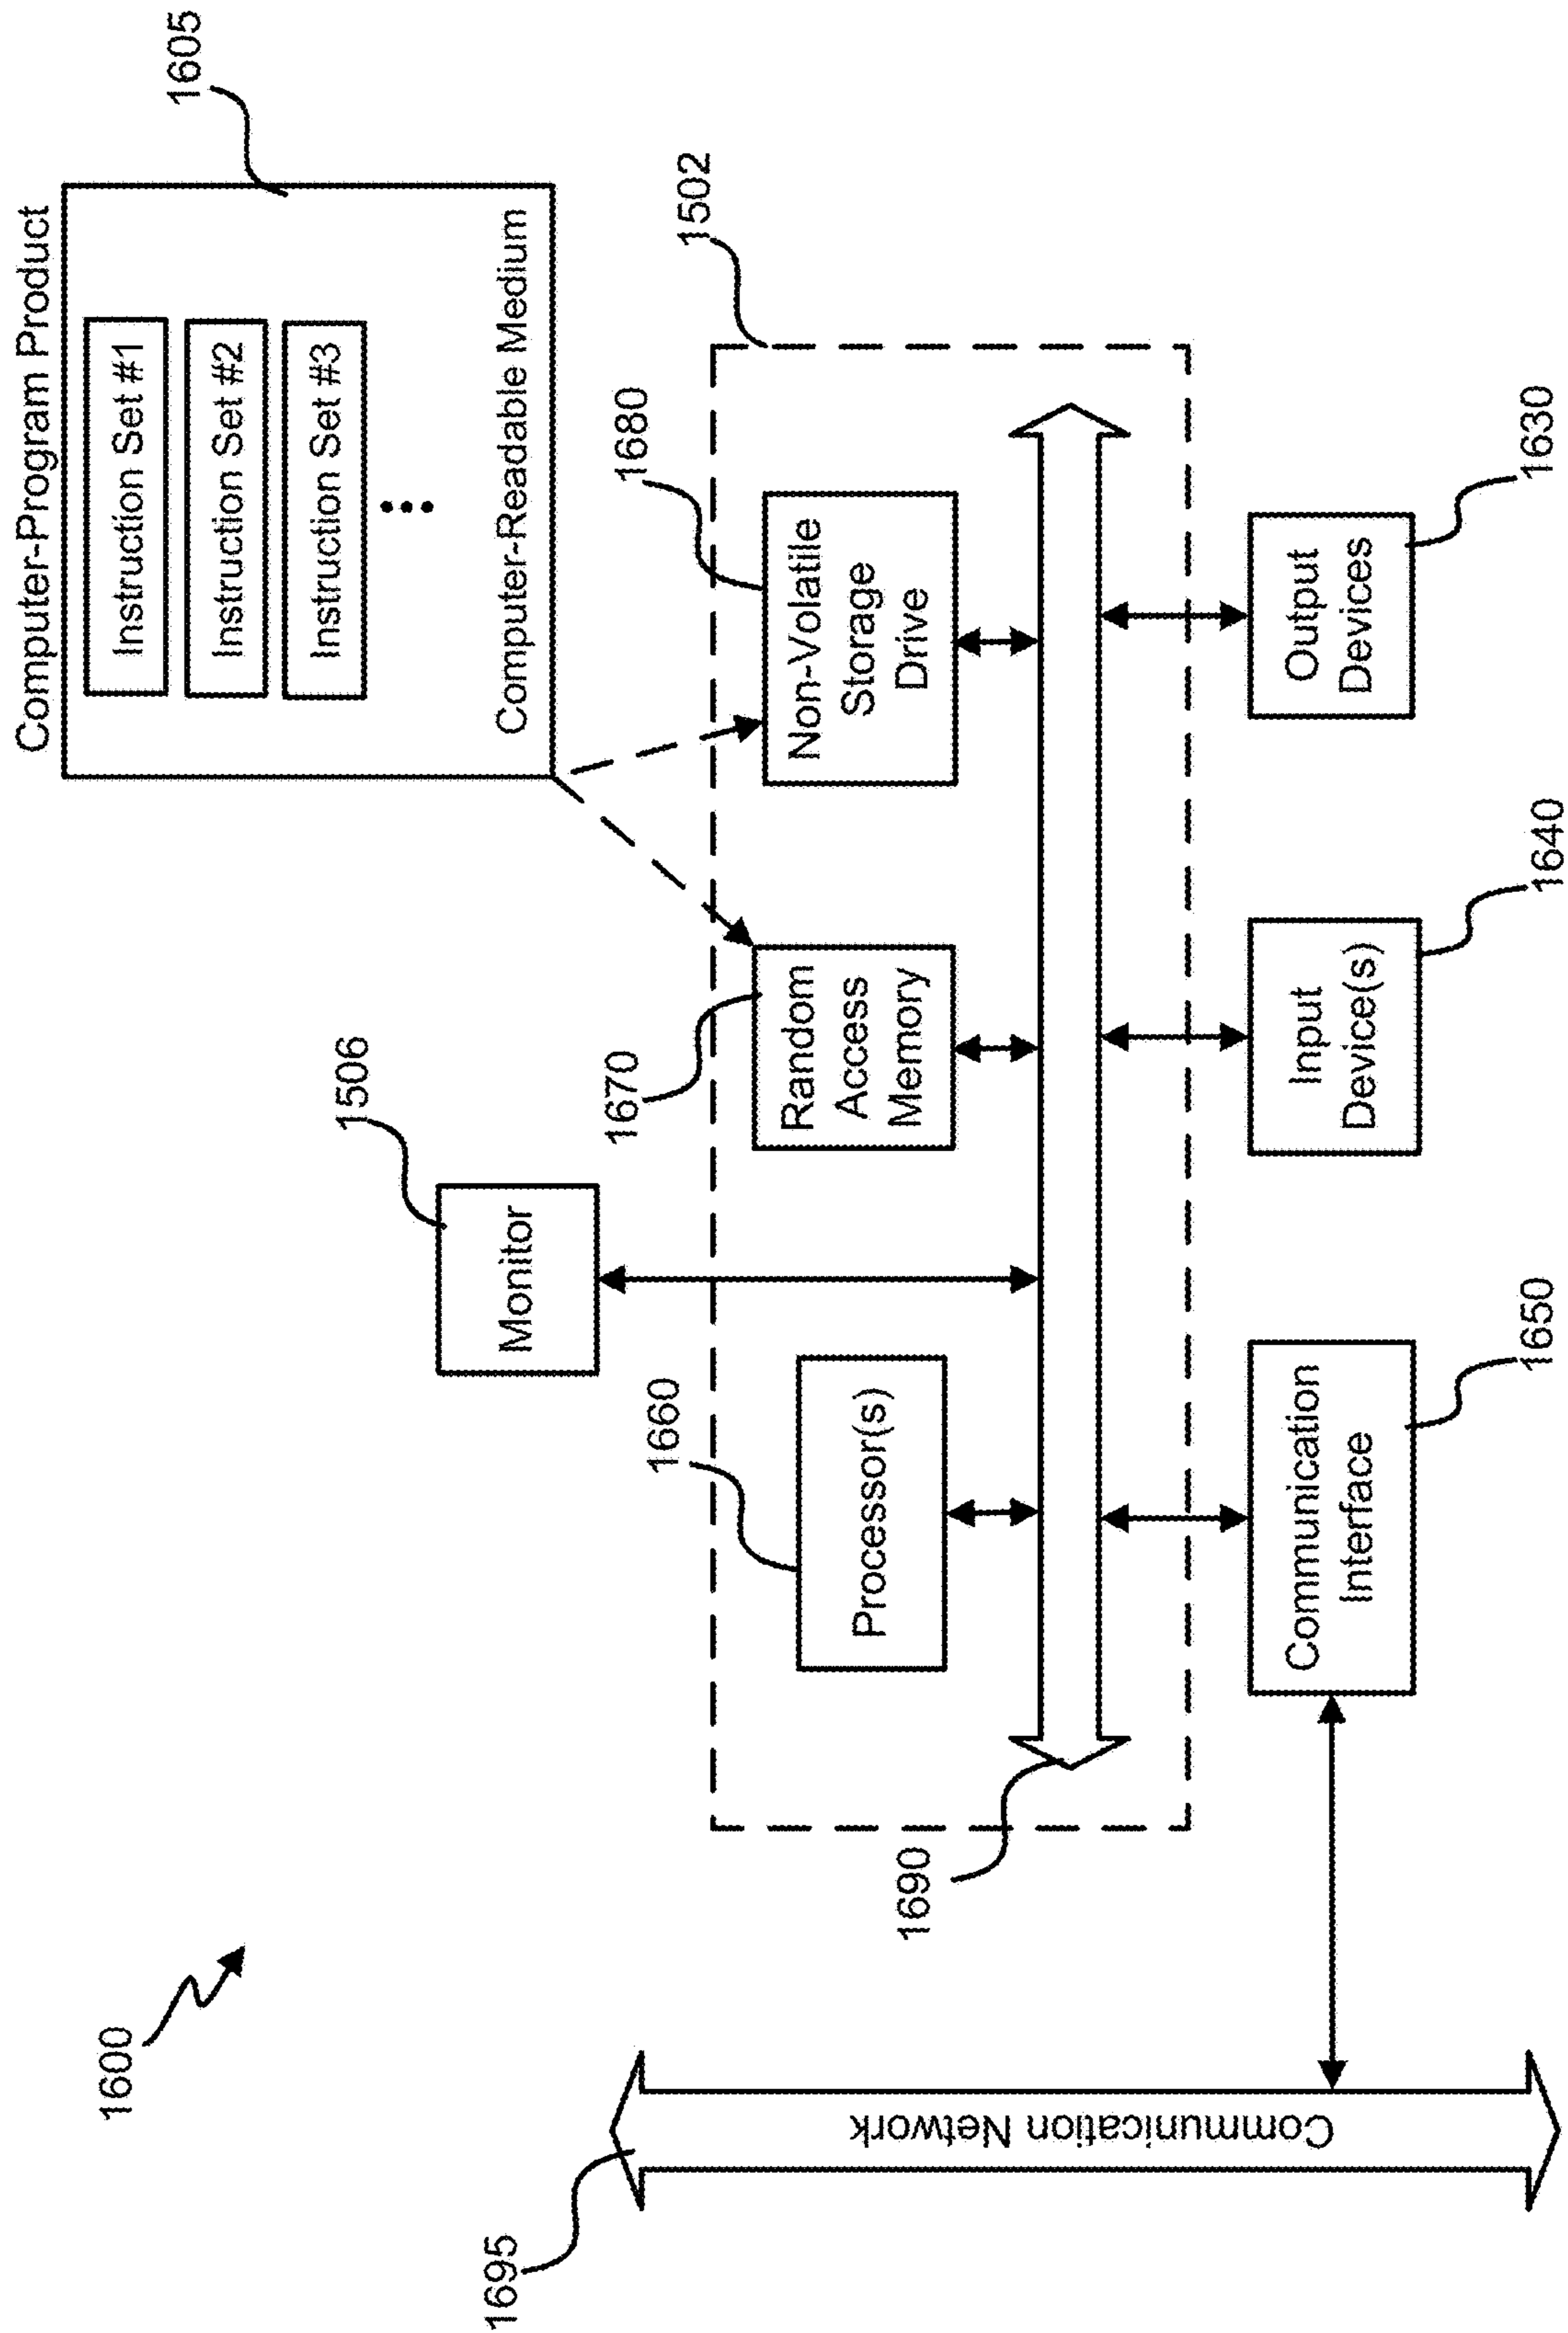 1600
Computer-Program Product
Instruction Set #1
Instruction Set #2
Instruction Set #3
Computer-Readable Medium
1605
1506
Monitor
1502
1660
Processor(s)
1670
Random
Access
Memory
1680
Non-Volatile
Storage
Drive
1690
1695
Communication Network
Communication
Interface
1650
Input
Device(s)
1640
Output
Devices
1630